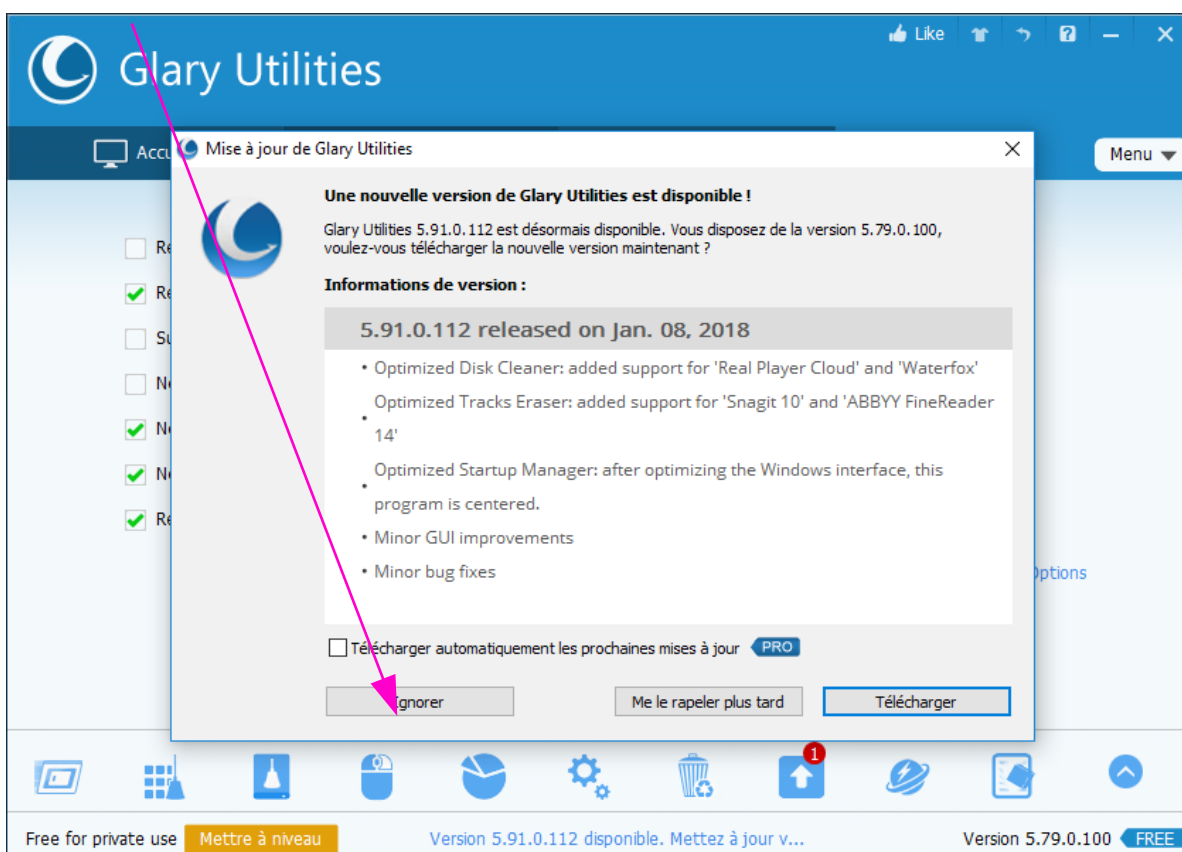 Like
Glary Utilities
Menu
Mise à jour de Glary Utilities
Une nouvelle version de Glary Utilities est disponible !
Glary Utilities 5.91.0.112 est désormais disponible. Vous disposez de la version 5.79.0.100,
voulez-vous télécharger la nouvelle version maintenant ?
Informations de version :
5.91.0.112 released on Jan. 08, 2018
• Optimized Disk Cleaner: added support for 'Real Player Cloud' and 'Waterfox'
• Optimized Tracks Eraser: added support for 'Snagit 10' and 'ABBYY FineReader
14'
• Optimized Startup Manager: after optimizing the Windows interface, this
program is centered.
• Minor GUI improvements
• Minor bug fixes
Options
Télécharger automatiquement les prochaines mises à jour PRO
Ignorer
Me le rapeler plus tard
Télécharger
1
Free for private use
Mettre à niveau
Version 5.91.0.112 disponible. Mettez à jour v...
Version 5.79.0.100
FREE